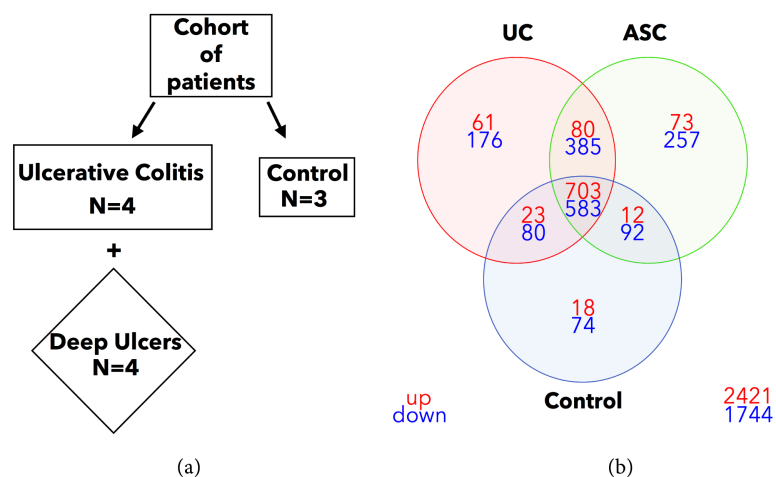 Cohort
of
patients
Ulcerative Colitis
N=4
Control
N=3
+
Deep Ulcers
N=4
(a)
UC
ASC
61
176
80
385
73
257
703
583
23
80
12
92
18
74
Control
up
down
2421
1744
(b)